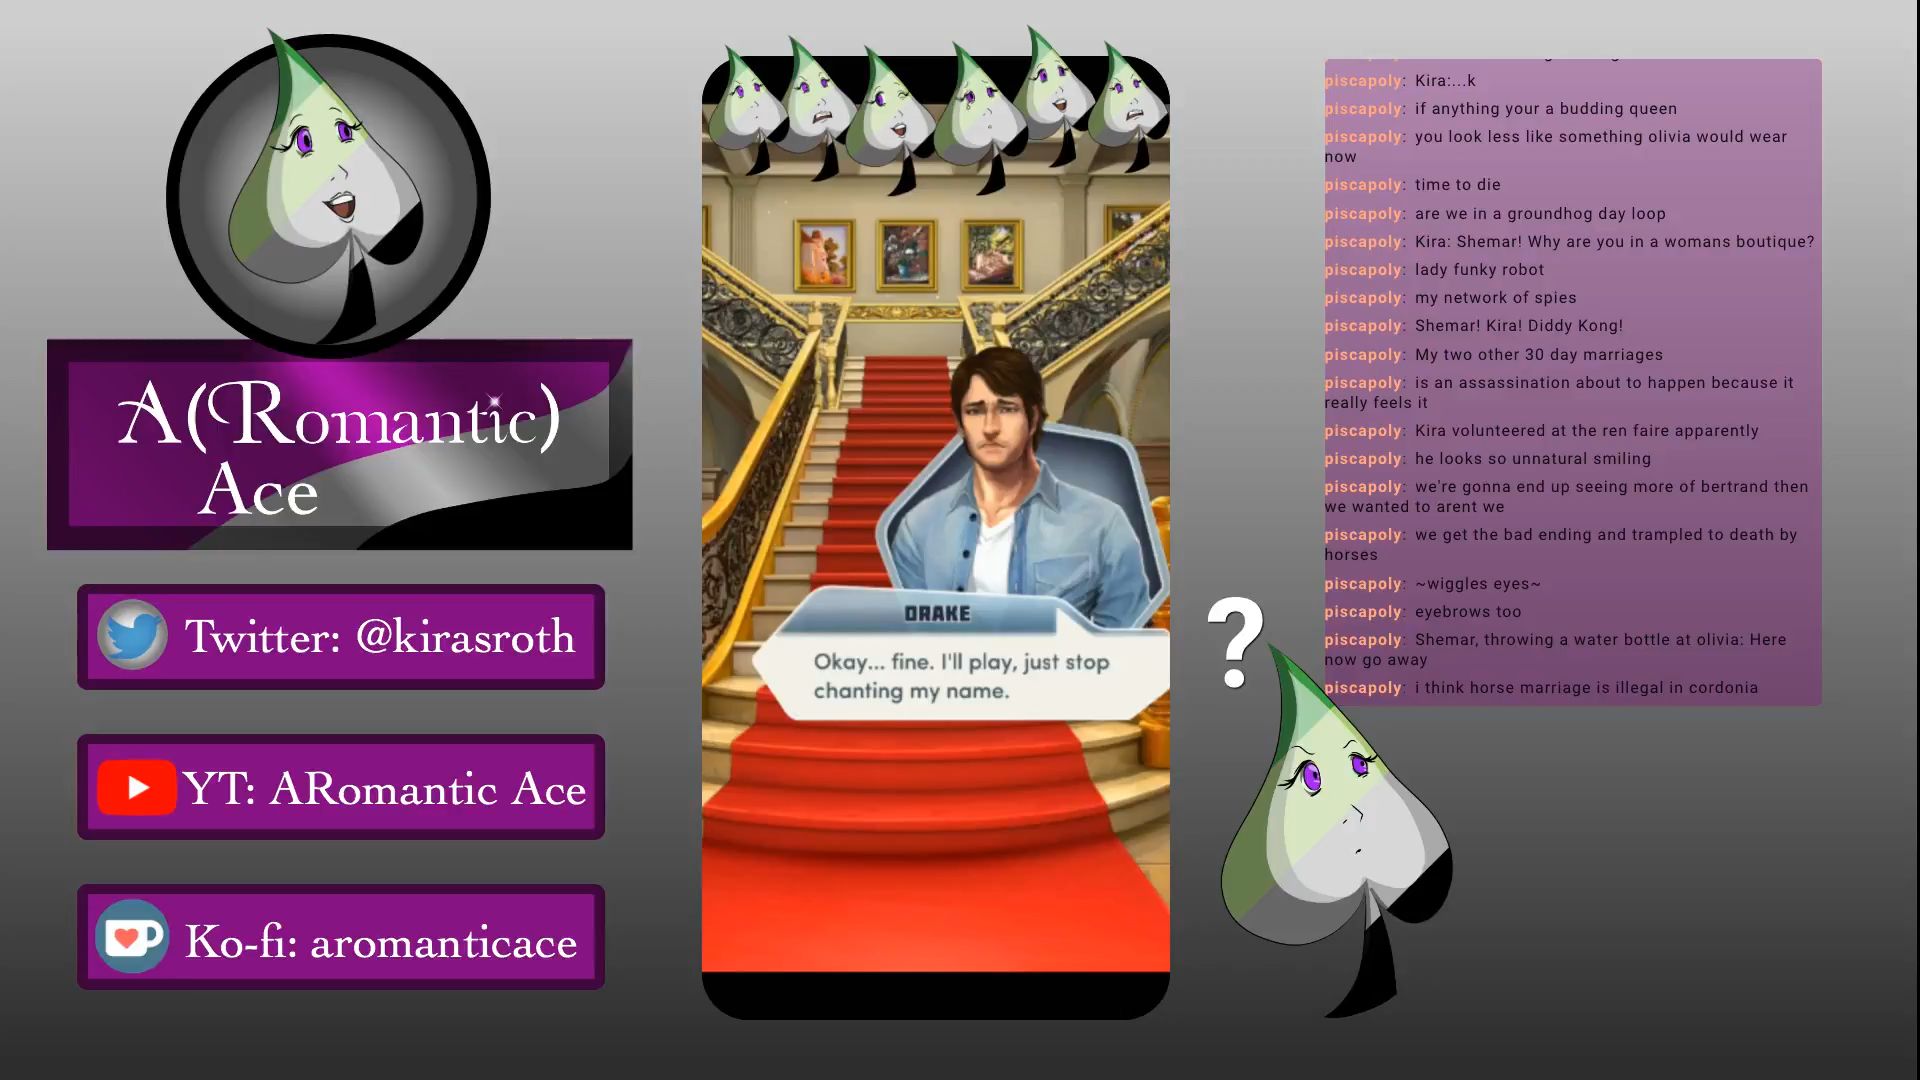 A(Romantic)
Ace
Twitter: @kirasroth
YT: ARomantic Ace
Ko-fi: aromanticace
DRAKE
Okay... fine. I'll play, just stop
chanting my name.
?
piscapoly: Kira:...k
piscapoly: if anything your a budding queen
piscapoly: you look less like something olivia would wear
now
piscapoly: time to die
piscapoly: are we in a groundhog day loop
piscapoly: Kira: Shemar! Why are you in a womans boutique?
piscapoly: lady funky robot
piscapoly: my network of spies
piscapoly: Shemar! Kira! Diddy Kong!
piscapoly: My two other 30 day marriages
piscapoly: is an assassination about to happen because it
really feels it
piscapoly: Kira volunteered at the ren faire apparently
piscapoly: he looks so unnatural smiling
piscapoly: we're gonna end up seeing more of bertrand then
we wanted to arent we
piscapoly: we get the bad ending and trampled to death by
horses
piscapoly: ~wiggles eyes~
piscapoly: eyebrows too
piscapoly: Shemar, throwing a water bottle at olivia: Here
now go away
piscapoly: i think horse marriage is illegal in cordonia